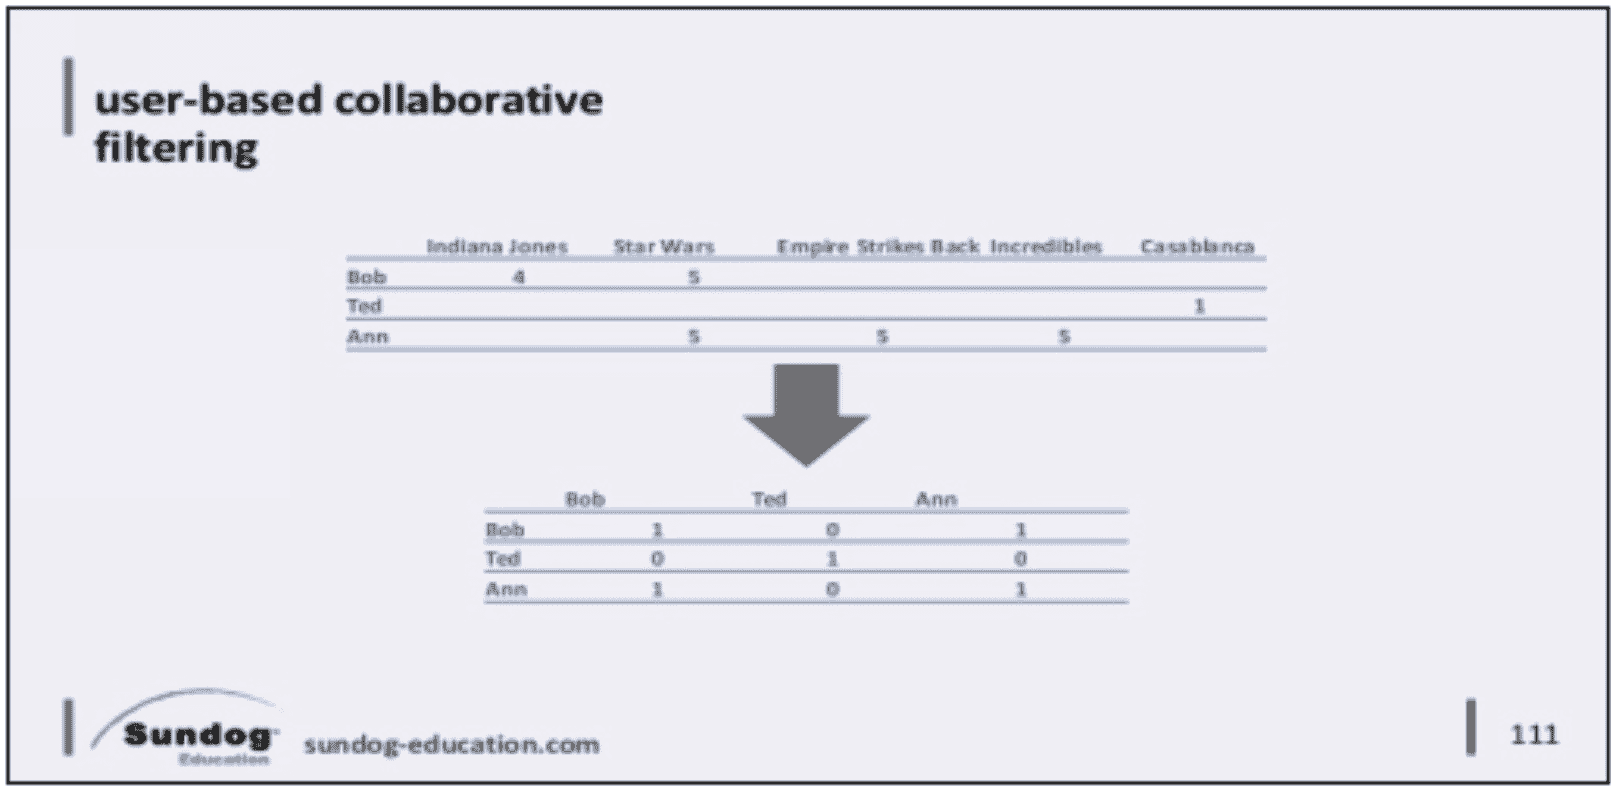 user-based collaborative
filtering
Indiana Jones Star Wars Empire Strikes Back Incredibles Casablanca
Bob 4 5
Ted 1
Ann 5 5 5
Bob Ted Ann
Bob 1 0 1
Ted 0 1 0
Ann 1 0 1
Sundog
Education
sundog-education.com
111